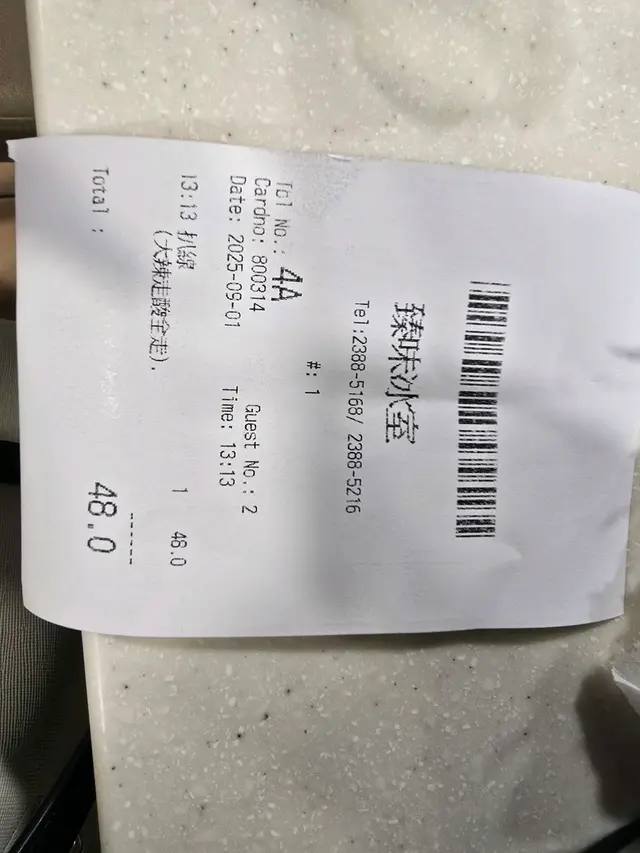 臻味冰室
Tel:2388-5168/ 2388-5216
#: 1
Tbl No.: 4A
Cardno: 800314 Guest No.: 2
Date: 2025-09-01 Time: 13:13
13:13 扒線 1 48.0
(大辣走酸全走).
------
Total : 48.0